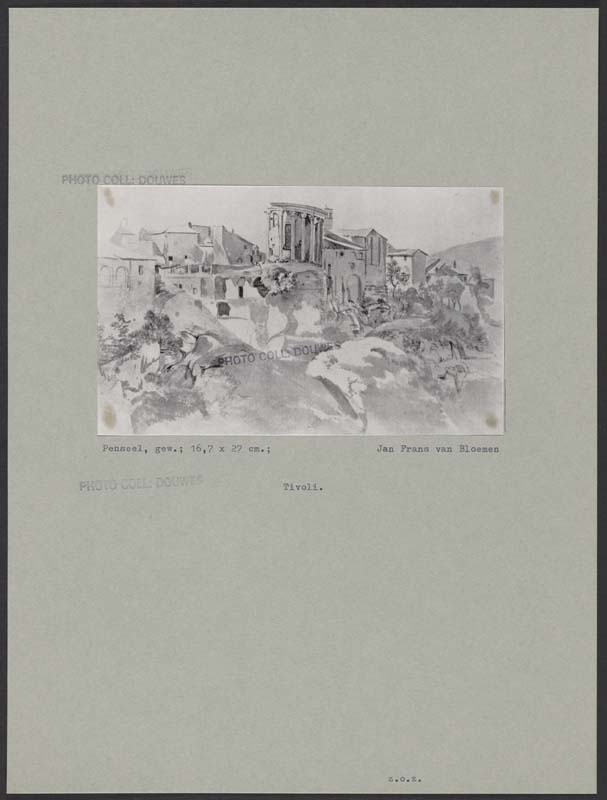 PHOTO COLL: DOUWES
PHOTO COLL: DOUWES
Penseel, gew.; 16,7 x 27 cm.; Jan Frans van Bloemen
PHOTO COLL: DOUWES
Tivoli.
z.o.z.